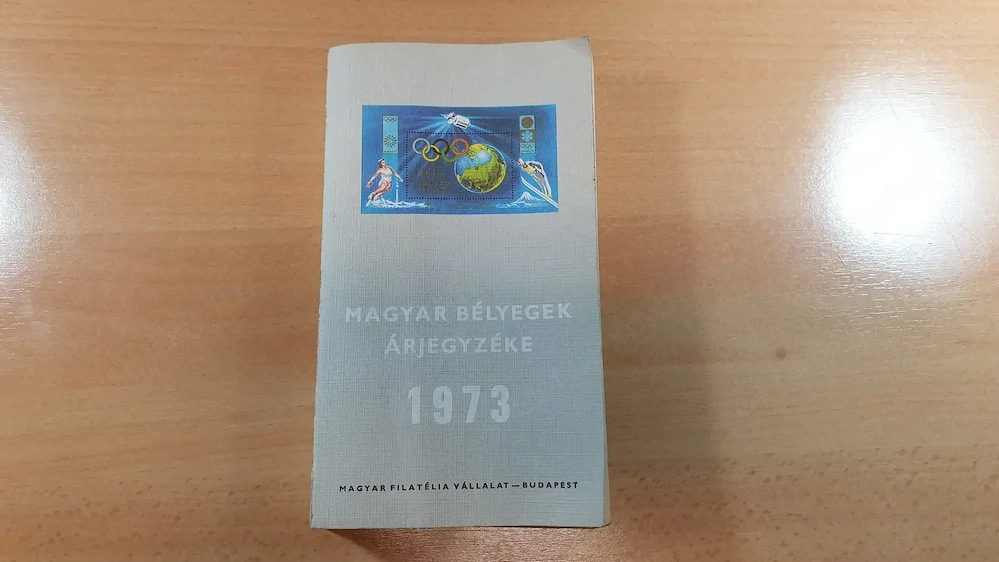 MAGYAR BÉLYEGEK
ÁRJEGYZÉKE
1973
MAGYAR FILATÉLIA VÁLLALAT — BUDAPEST